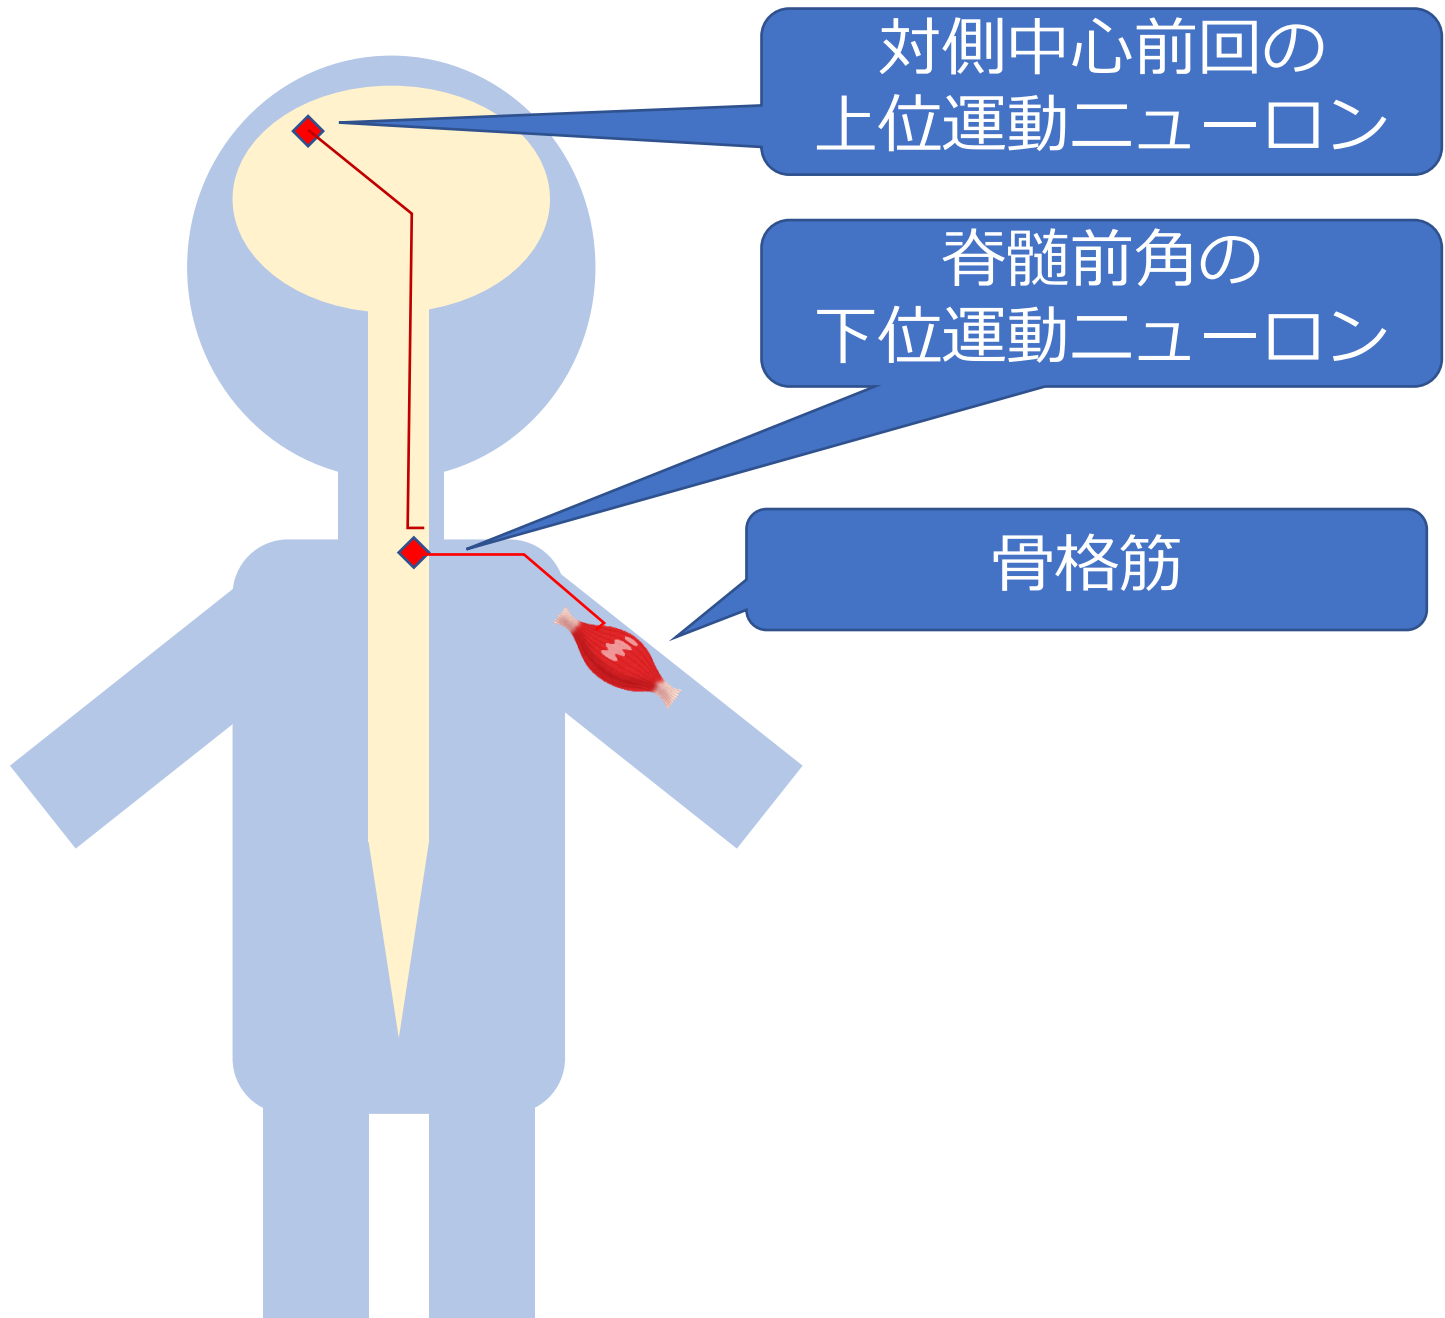 対側中心前回の
上位運動ニューロン
脊髄前角の
下位運動ニューロン
骨格筋